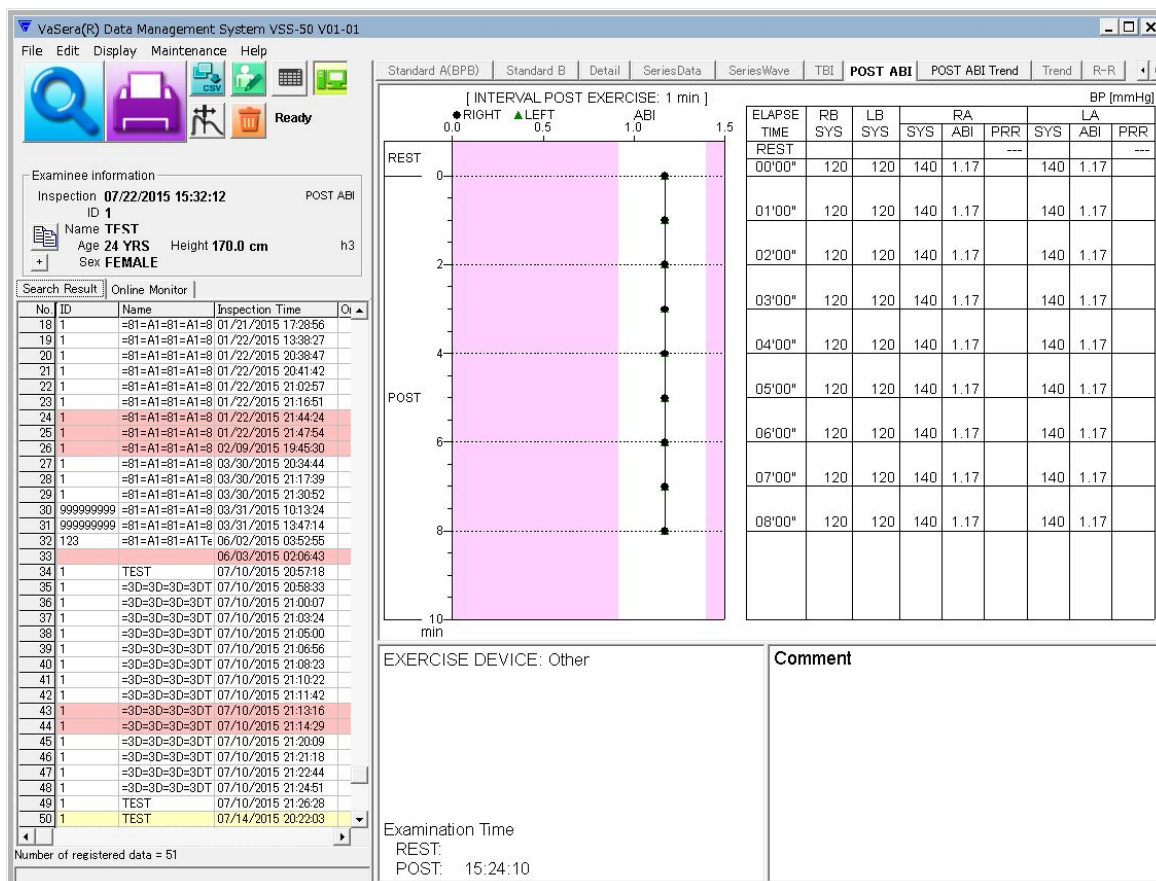 VaSera(R) Data Management System VSS-50 V01-01
File Edit Display Maintenance Help
CSV
Ready
Examinee information
Inspection 07/22/2015 15:32:12 POST ABI
ID 1
Name TEST
Age 24 YRS Height 170.0 cm h3
+ Sex FEMALE
Search Result Online Monitor
No. ID Name Inspection Time
18 1 =81=A1=81=A1=8 01/21/2015 17:28:56
19 1 =81=A1=81=A1=8 01/22/2015 13:38:27
20 1 =81=A1=81=A1=8 01/22/2015 20:38:47
21 1 =81=A1=81=A1=8 01/22/2015 20:41:42
22 1 =81=A1=81=A1=8 01/22/2015 21:02:57
23 1 =81=A1=81=A1=8 01/22/2015 21:16:51
24 1 =81=A1=81=A1=8 01/22/2015 21:44:24
25 1 =81=A1=81=A1=8 01/22/2015 21:47:54
26 1 =81=A1=81=A1=8 02/09/2015 19:45:30
27 1 =81=A1=81=A1=8 03/30/2015 20:34:44
28 1 =81=A1=81=A1=8 03/30/2015 21:17:39
29 1 =81=A1=81=A1=8 03/30/2015 21:30:52
30 999999999 =81=A1=81=A1=8 03/31/2015 10:13:24
31 999999999 =81=A1=81=A1=8 03/31/2015 13:47:14
32 123 =81=A1=81=A1Te 06/02/2015 03:52:55
33 06/03/2015 02:06:43
34 1 TEST 07/10/2015 20:57:18
35 1 =3D=3D=3D=3DT 07/10/2015 20:58:33
36 1 =3D=3D=3D=3DT 07/10/2015 21:00:07
37 1 =3D=3D=3D=3DT 07/10/2015 21:03:24
38 1 =3D=3D=3D=3DT 07/10/2015 21:05:00
39 1 =3D=3D=3D=3DT 07/10/2015 21:06:56
40 1 =3D=3D=3D=3DT 07/10/2015 21:08:23
41 1 =3D=3D=3D=3DT 07/10/2015 21:10:22
42 1 =3D=3D=3D=3DT 07/10/2015 21:11:42
43 1 =3D=3D=3D=3DT 07/10/2015 21:13:16
44 1 =3D=3D=3D=3DT 07/10/2015 21:14:29
45 1 =3D=3D=3D=3DT 07/10/2015 21:20:09
46 1 =3D=3D=3D=3DT 07/10/2015 21:21:18
47 1 =3D=3D=3D=3DT 07/10/2015 21:22:44
48 1 =3D=3D=3D=3DT 07/10/2015 21:24:51
49 1 TEST 07/10/2015 21:26:28
50 1 TEST 07/14/2015 20:22:03
Number of registered data = 51
Standard A(BPB) Standard B Detail SeriesData SeriesWave TBI POST ABI POST ABI Trend Trend R-R
[ INTERVAL POST EXERCISE: 1 min ]
●RIGHT ▲LEFT ABI
0.0 0.5 1.0 1.5
REST
0
2
4
POST
6
8
10
min
BP [mmHg]
ELAPSE RB LB RA LA
TIME SYS SYS SYS ABI PRR SYS ABI PRR
REST --- ---
00'00" 120 120 140 1.17 140 1.17
01'00" 120 120 140 1.17 140 1.17
02'00" 120 120 140 1.17 140 1.17
03'00" 120 120 140 1.17 140 1.17
04'00" 120 120 140 1.17 140 1.17
05'00" 120 120 140 1.17 140 1.17
06'00" 120 120 140 1.17 140 1.17
07'00" 120 120 140 1.17 140 1.17
08'00" 120 120 140 1.17 140 1.17
EXERCISE DEVICE: Other
Examination Time
REST:
POST: 15:24:10
Comment